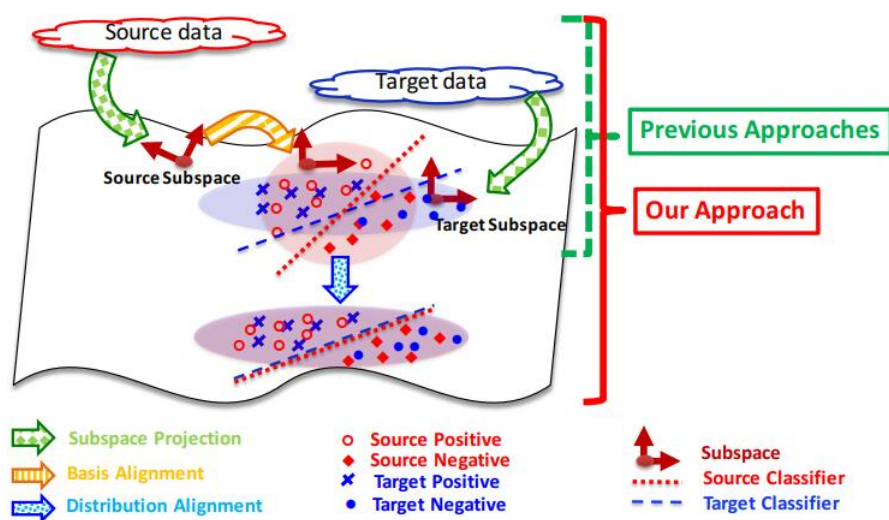 Source data
Target data
Previous Approaches
Source Subspace
Our Approach
Target Subspace
Subspace Projection
Basis Alignment
Distribution Alignment
Source Positive
Source Negative
Target Positive
Target Negative
Subspace
Source Classifier
Target Classifier